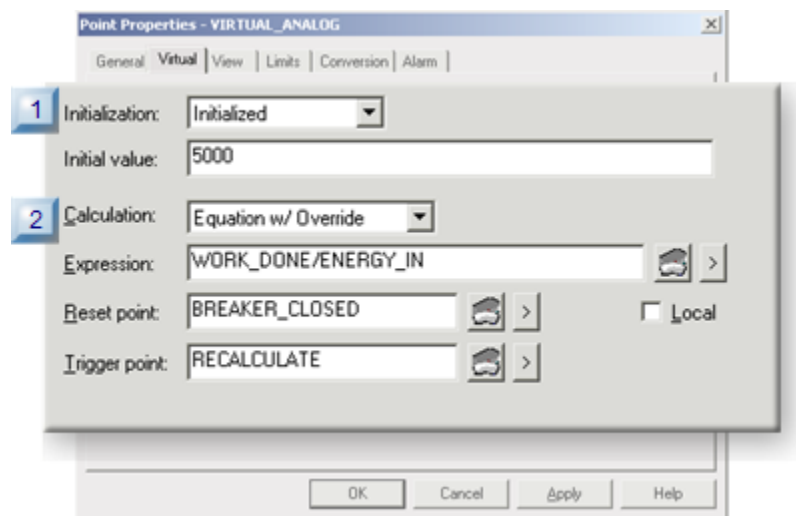 Point Properties - VIRTUAL_ANALOG
General Virtual View Limits Conversion Alarm
1 Initialization: Initialized
Initial value: 5000
2 Calculation: Equation w/ Override
Expression: WORK_DONE/ENERGY_IN >
Reset point: BREAKER_CLOSED > Local
Trigger point: RECALCULATE >
OK Cancel Apply Help